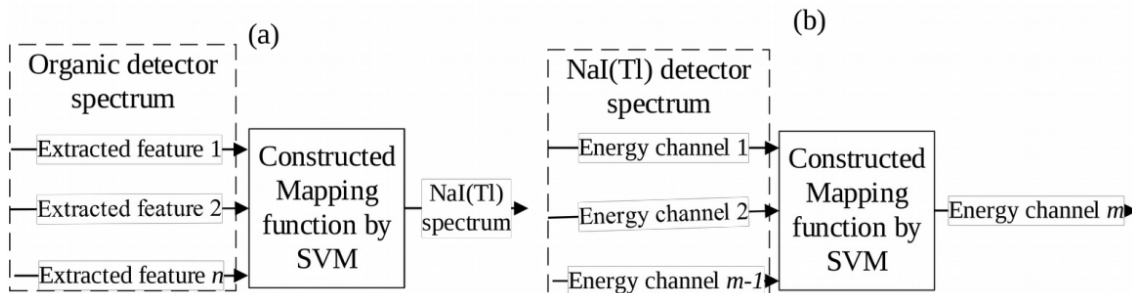 (a)
Organic detector
spectrum
Extracted feature 1
Extracted feature 2
Extracted feature n
Constructed
Mapping
function by
SVM
NaI(Tl)
spectrum
(b)
NaI(Tl) detector
spectrum
Energy channel 1
Energy channel 2
Energy channel m-1
Constructed
Mapping
function by
SVM
Energy channel m